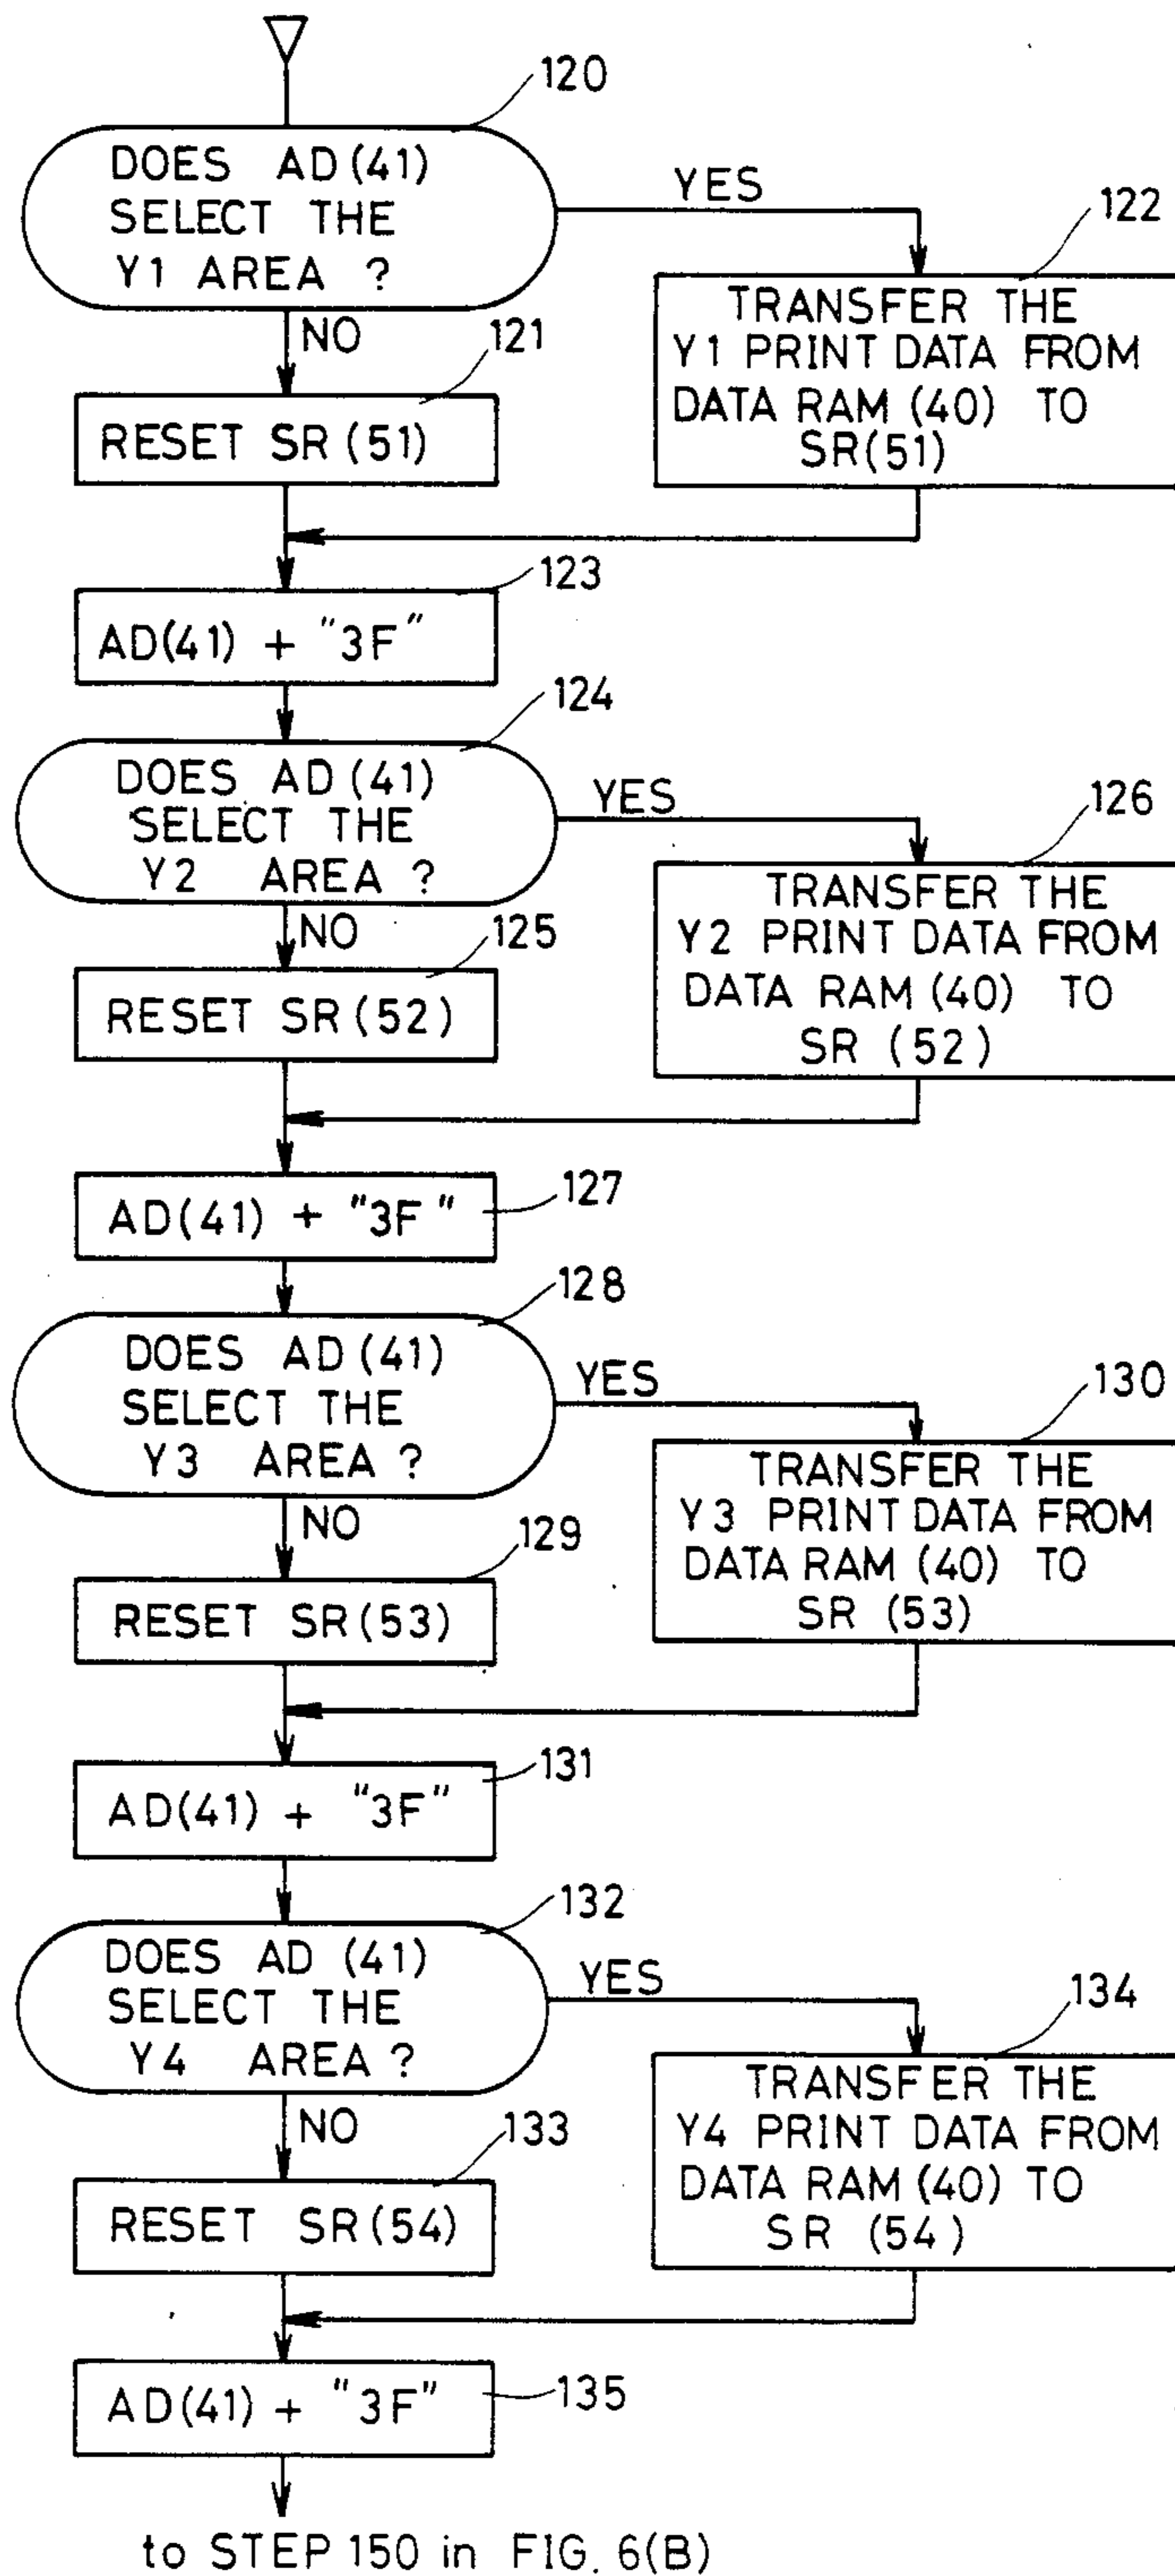 120
DOES AD(41)
SELECT THE
Y1 AREA ?
YES
122
TRANSFER THE
Y1 PRINT DATA FROM
DATA RAM (40) TO
SR(51)
NO
121
RESET SR(51)
123
AD(41) + "3F"
124
DOES AD(41)
SELECT THE
Y2 AREA ?
YES
126
TRANSFER THE
Y2 PRINT DATA FROM
DATA RAM (40) TO
SR (52)
NO
125
RESET SR(52)
127
AD(41) + "3F"
128
DOES AD(41)
SELECT THE
Y3 AREA ?
YES
130
TRANSFER THE
Y3 PRINT DATA FROM
DATA RAM (40) TO
SR (53)
NO
129
RESET SR(53)
131
AD(41) + "3F"
132
DOES AD (41)
SELECT THE
Y4 AREA ?
YES
134
TRANSFER THE
Y4 PRINT DATA FROM
DATA RAM (40) TO
SR (54)
NO
133
RESET SR(54)
135
AD(41) + "3F"
to STEP 150 in FIG. 6(B)